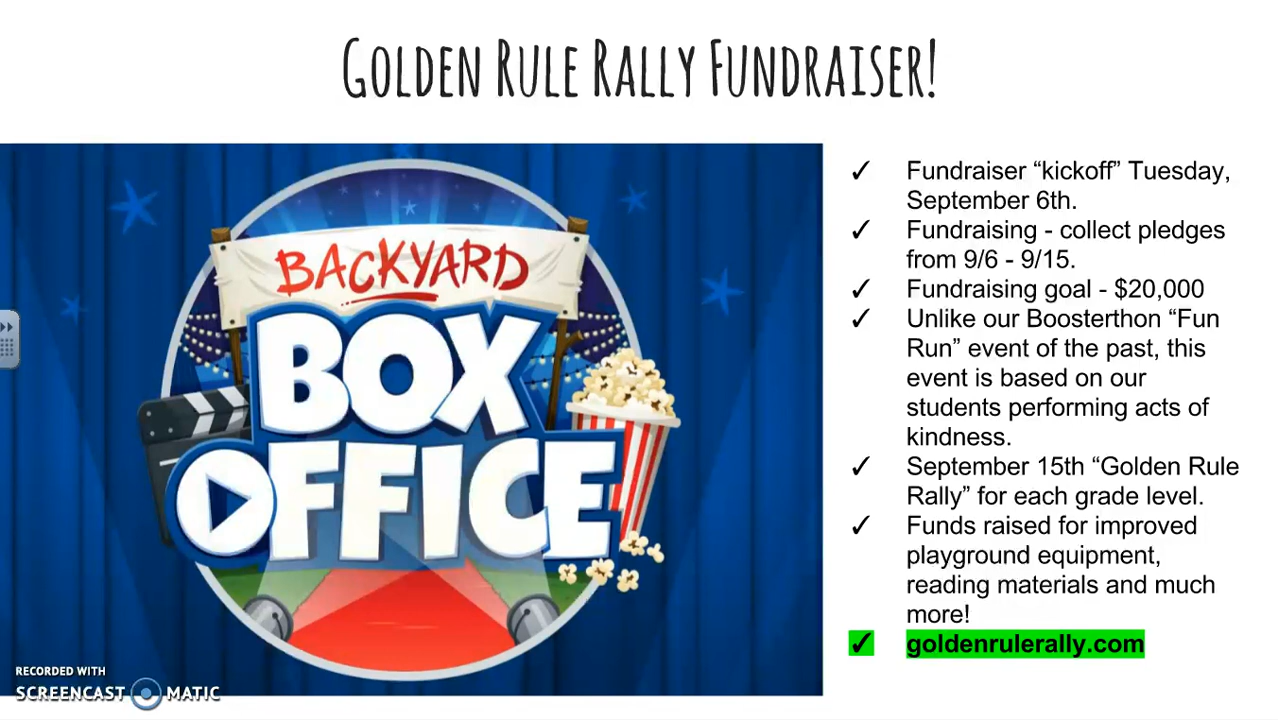 GOLDEN RULE RALLY FUNDRAISER!
BACKYARD
BOX
OFFICE
✓ Fundraiser “kickoff” Tuesday,
September 6th.
✓ Fundraising - collect pledges
from 9/6 - 9/15.
✓ Fundraising goal - $20,000
✓ Unlike our Boosterthon “Fun
Run” event of the past, this
event is based on our
students performing acts of
kindness.
✓ September 15th “Golden Rule
Rally” for each grade level.
✓ Funds raised for improved
playground equipment,
reading materials and much
more!
✓ goldenrulerally.com
RECORDED WITH
SCREENCAST MATIC